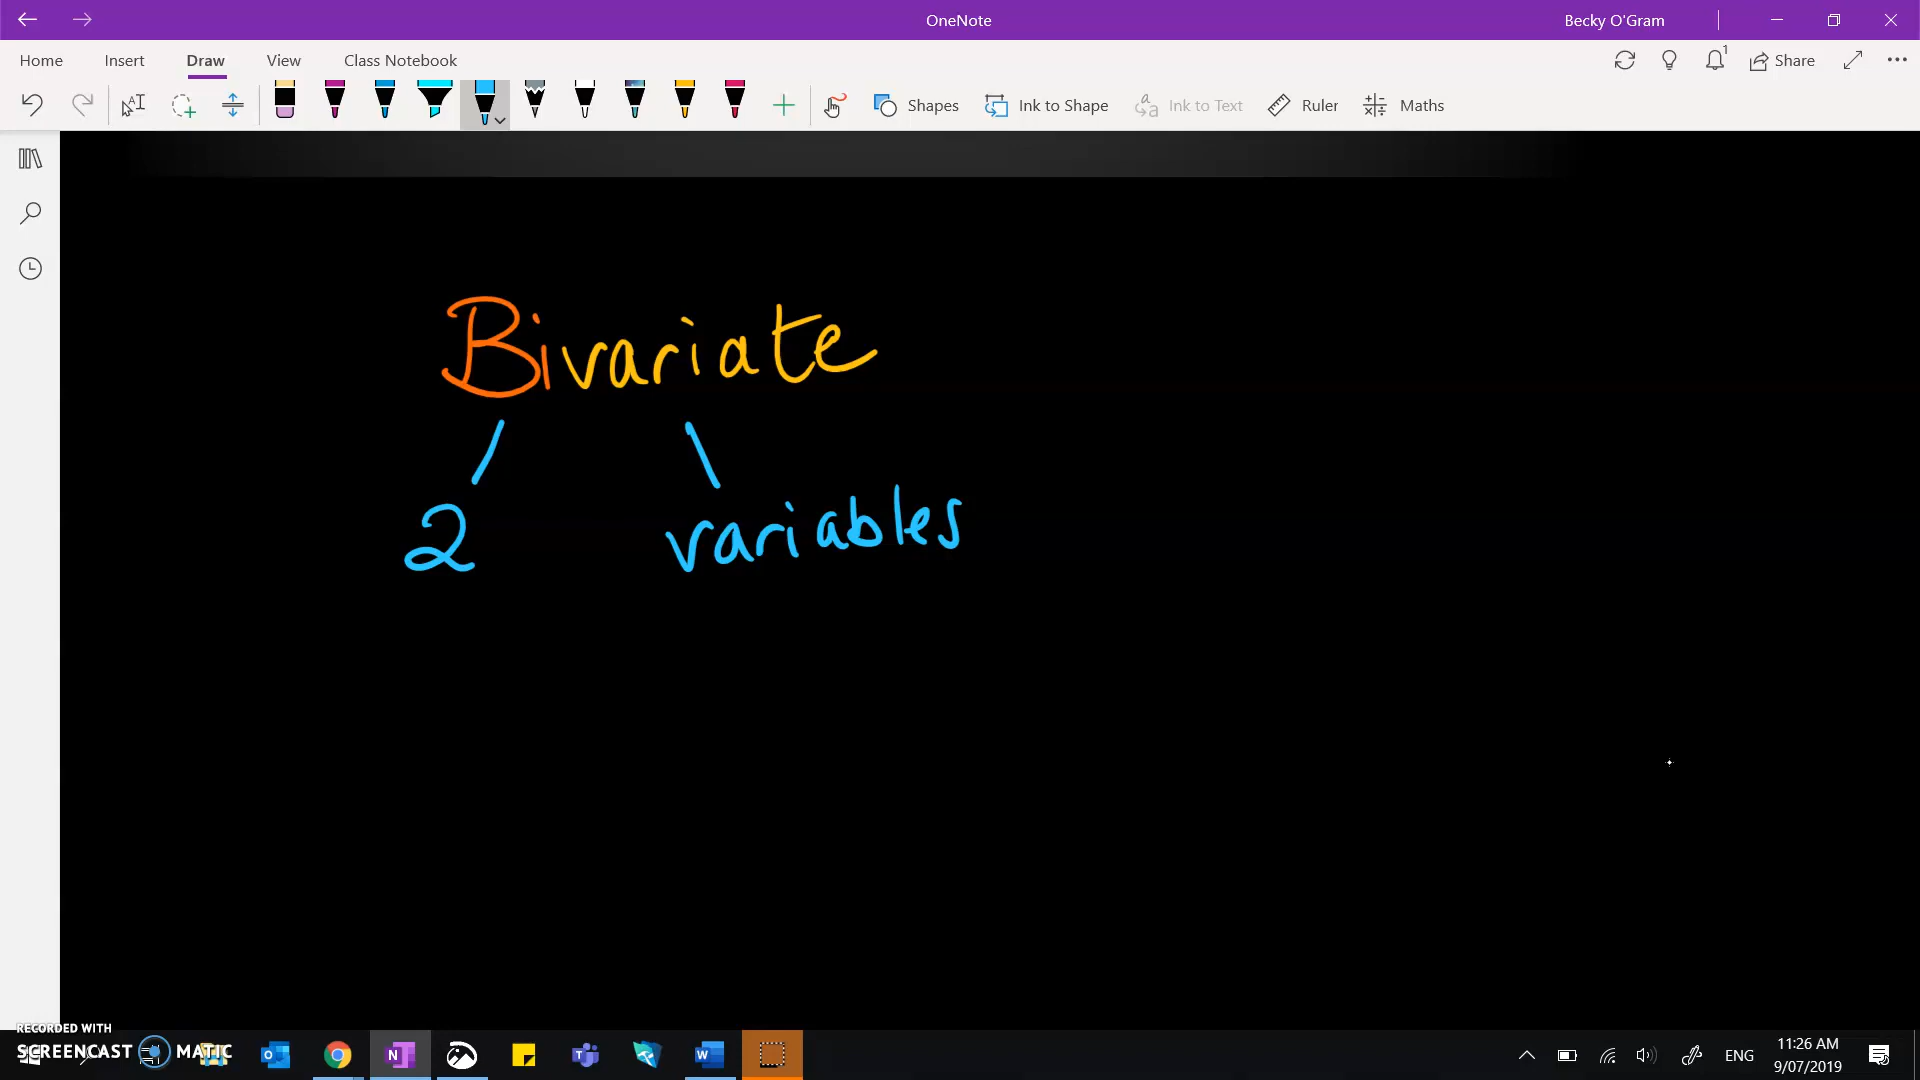 OneNote
Becky O'Gram
Home Insert Draw View Class Notebook
1 Share
Shapes Ink to Shape Ink to Text Ruler Maths
Bivariate
2 variables
RECORDED WITH
SCREENCAST MATIC
ENG
11:26 AM
9/07/2019